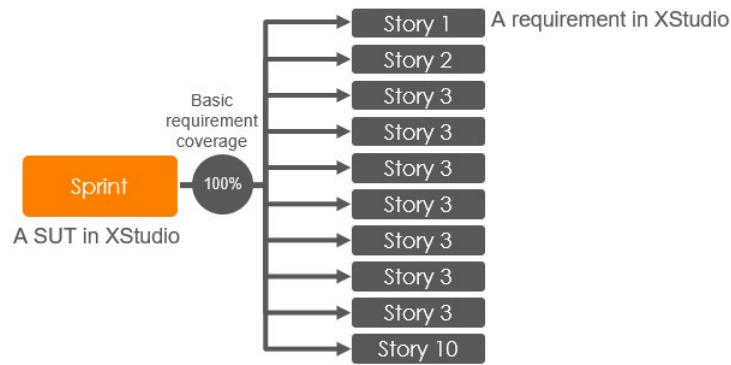 Story 1
A requirement in XStudio
Story 2
Basic
requirement
coverage
Story 3
Story 3
Story 3
Sprint
100%
Story 3
A SUT in XStudio
Story 3
Story 3
Story 3
Story 10